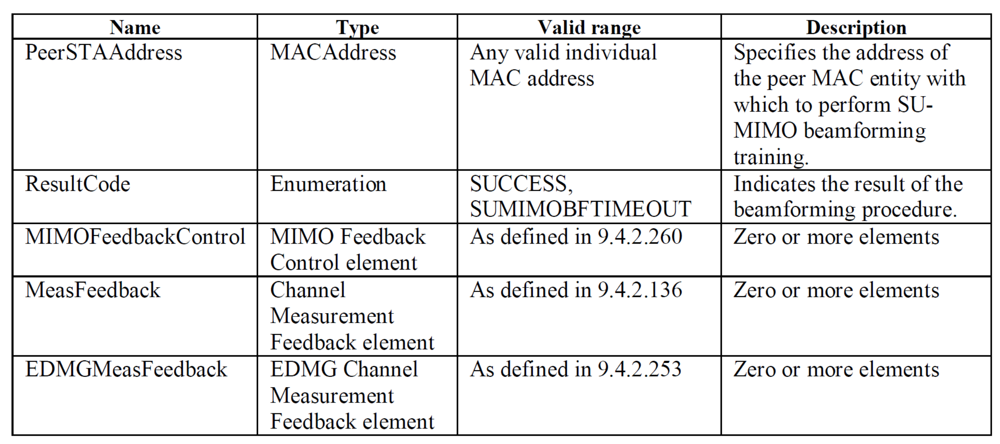 Name Type Valid range Description
PeerSTAAddress MACAddress Any valid individual Specifies the address of
MAC address the peer MAC entity with
which to perform SU-
MIMO beamforming
training.
ResultCode Enumeration SUCCESS, Indicates the result of the
SUMIMOBFTIMEOUT beamforming procedure.
MIMOFeedbackControl MIMO Feedback As defined in 9.4.2.260 Zero or more elements
Control element
MeasFeedback Channel As defined in 9.4.2.136 Zero or more elements
Measurement
Feedback element
EDMGMeasFeedback EDMG Channel As defined in 9.4.2.253 Zero or more elements
Measurement
Feedback element